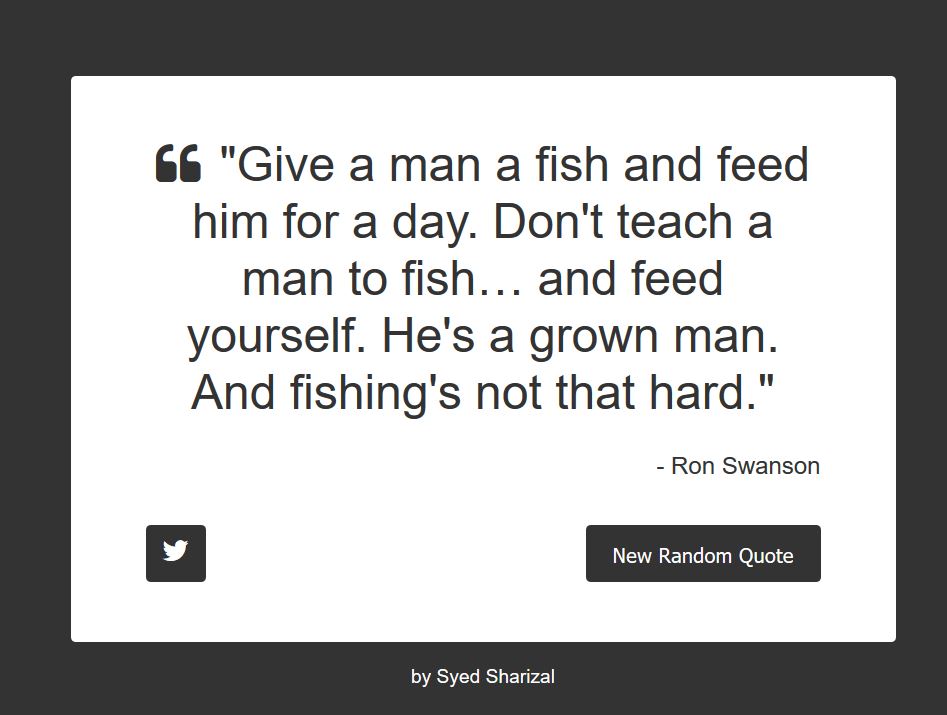 "Give a man a fish and feed
him for a day. Don't teach a
man to fish… and feed
yourself. He's a grown man.
And fishing's not that hard."
- Ron Swanson
New Random Quote
by Syed Sharizal